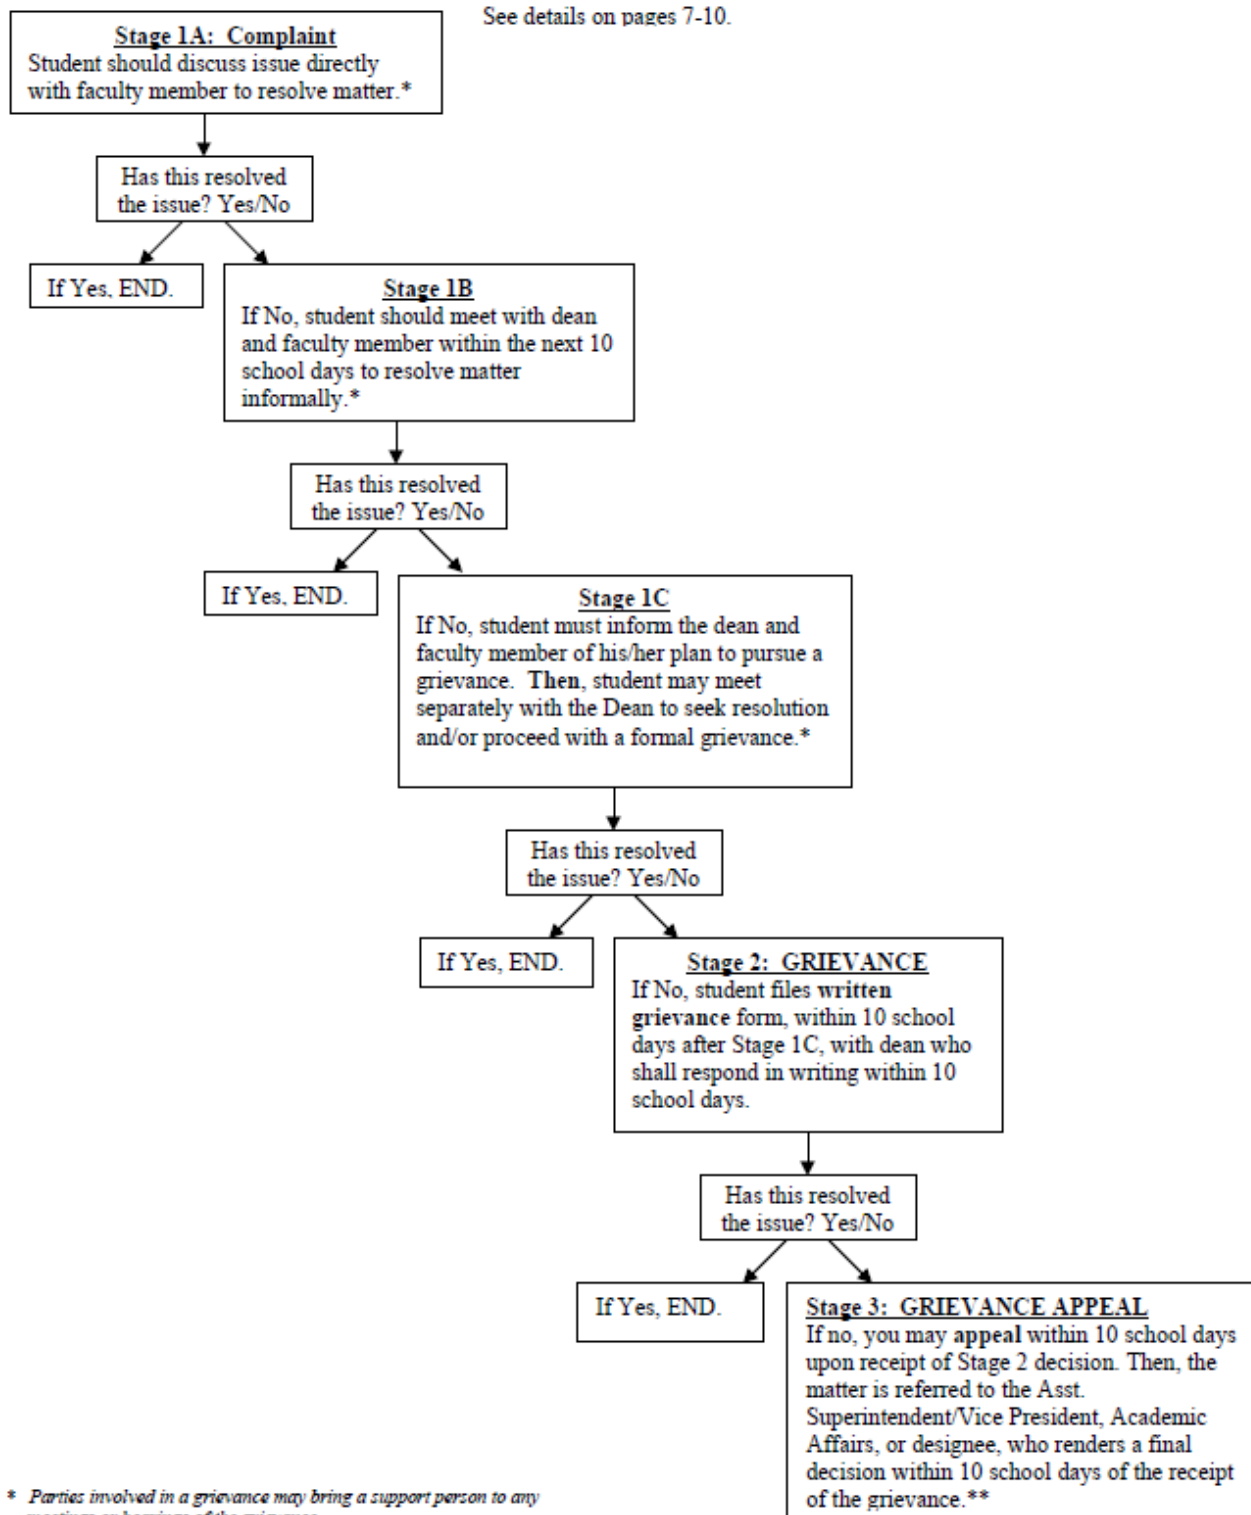 See details on pages 7-10.
Stage 1A:  Complaint
Student should discuss issue directly
with faculty member to resolve matter.*
Has this resolved
the issue? Yes/No
If Yes, END.
Stage 1B
If No, student should meet with dean
and faculty member within the next 10
school days to resolve matter
informally.*
Has this resolved
the issue? Yes/No
If Yes, END.
Stage 1C
If No, student must inform the dean and
faculty member of his/her plan to pursue a
grievance.  Then, student may meet
separately with the Dean to seek resolution
and/or proceed with a formal grievance.*
Has this resolved
the issue? Yes/No
If Yes, END.
Stage 2:  GRIEVANCE
If No, student files written
grievance form, within 10 school
days after Stage 1C, with dean who
shall respond in writing within 10
school days.
Has this resolved
the issue? Yes/No
If Yes, END.
Stage 3:  GRIEVANCE APPEAL
If no, you may appeal within 10 school days
upon receipt of Stage 2 decision. Then, the
matter is referred to the Asst.
Superintendent/Vice President, Academic
Affairs, or designee, who renders a final
decision within 10 school days of the receipt
of the grievance.**
* Parties involved in a grievance may bring a support person to any